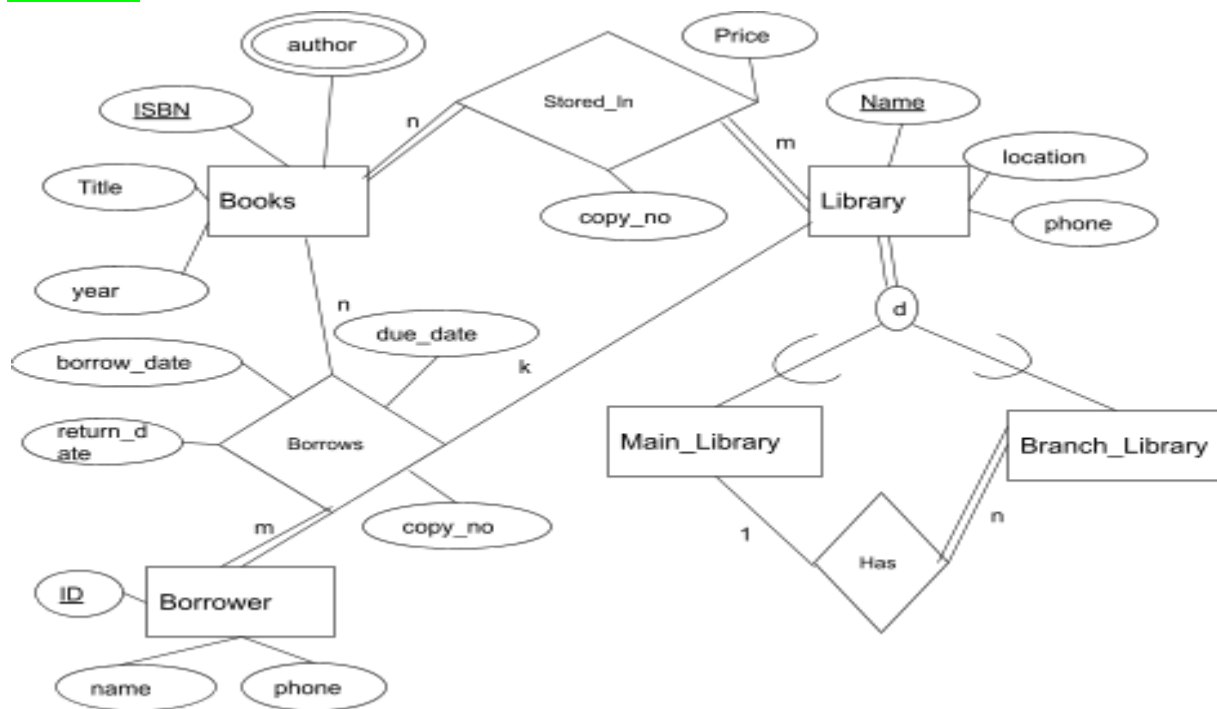 author
Price
ISBN
Stored_In
Name
n
m
location
Title
Books
Library
copy_no
phone
year
n
due_date
d
borrow_date
k
return_d
ate
Borrows
Main_Library
Branch_Library
m
copy_no
1
n
Has
ID
Borrower
name
phone